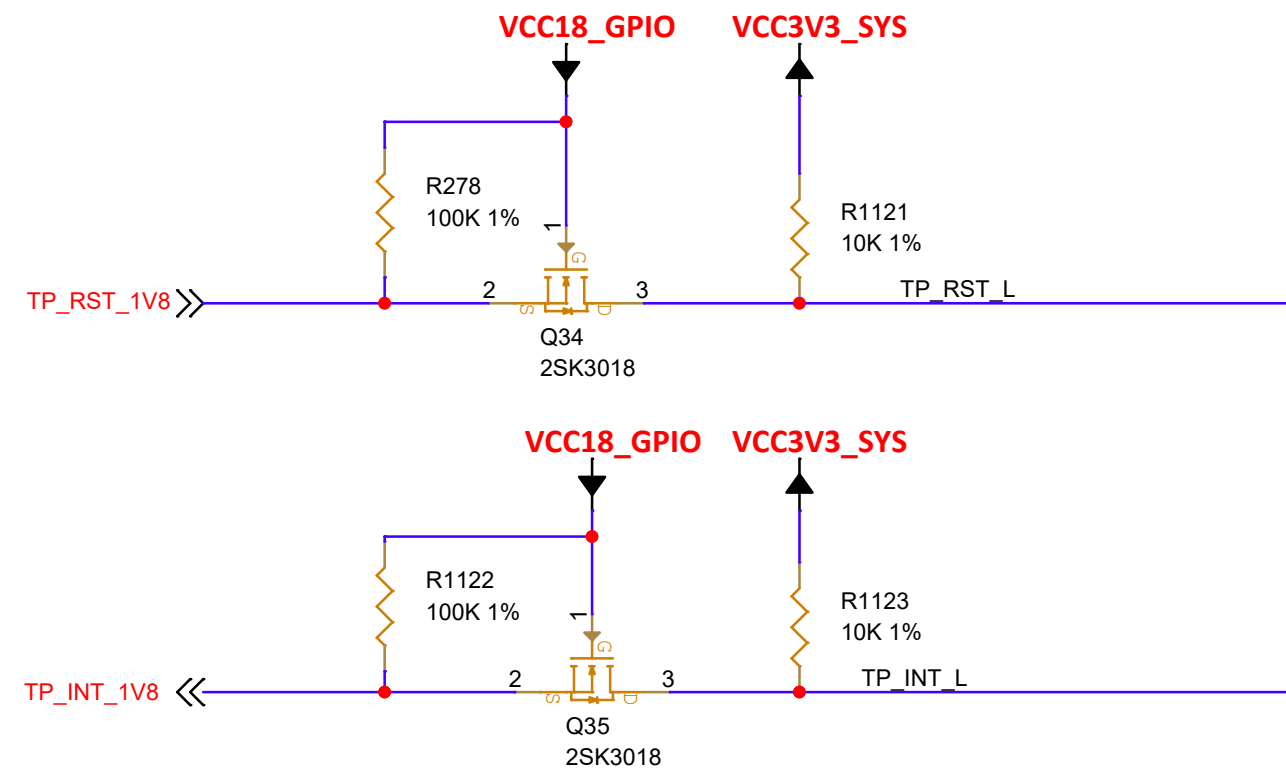 VCC18_GPIO VCC3V3_SYS
R278
100K 1%
R1121
10K 1%
1
G
TP_RST_1V8
2
3
TP_RST_L
S
D
Q34
2SK3018
VCC18_GPIO VCC3V3_SYS
R1122
100K 1%
R1123
10K 1%
1
G
TP_INT_1V8
2
3
TP_INT_L
S
D
Q35
2SK3018